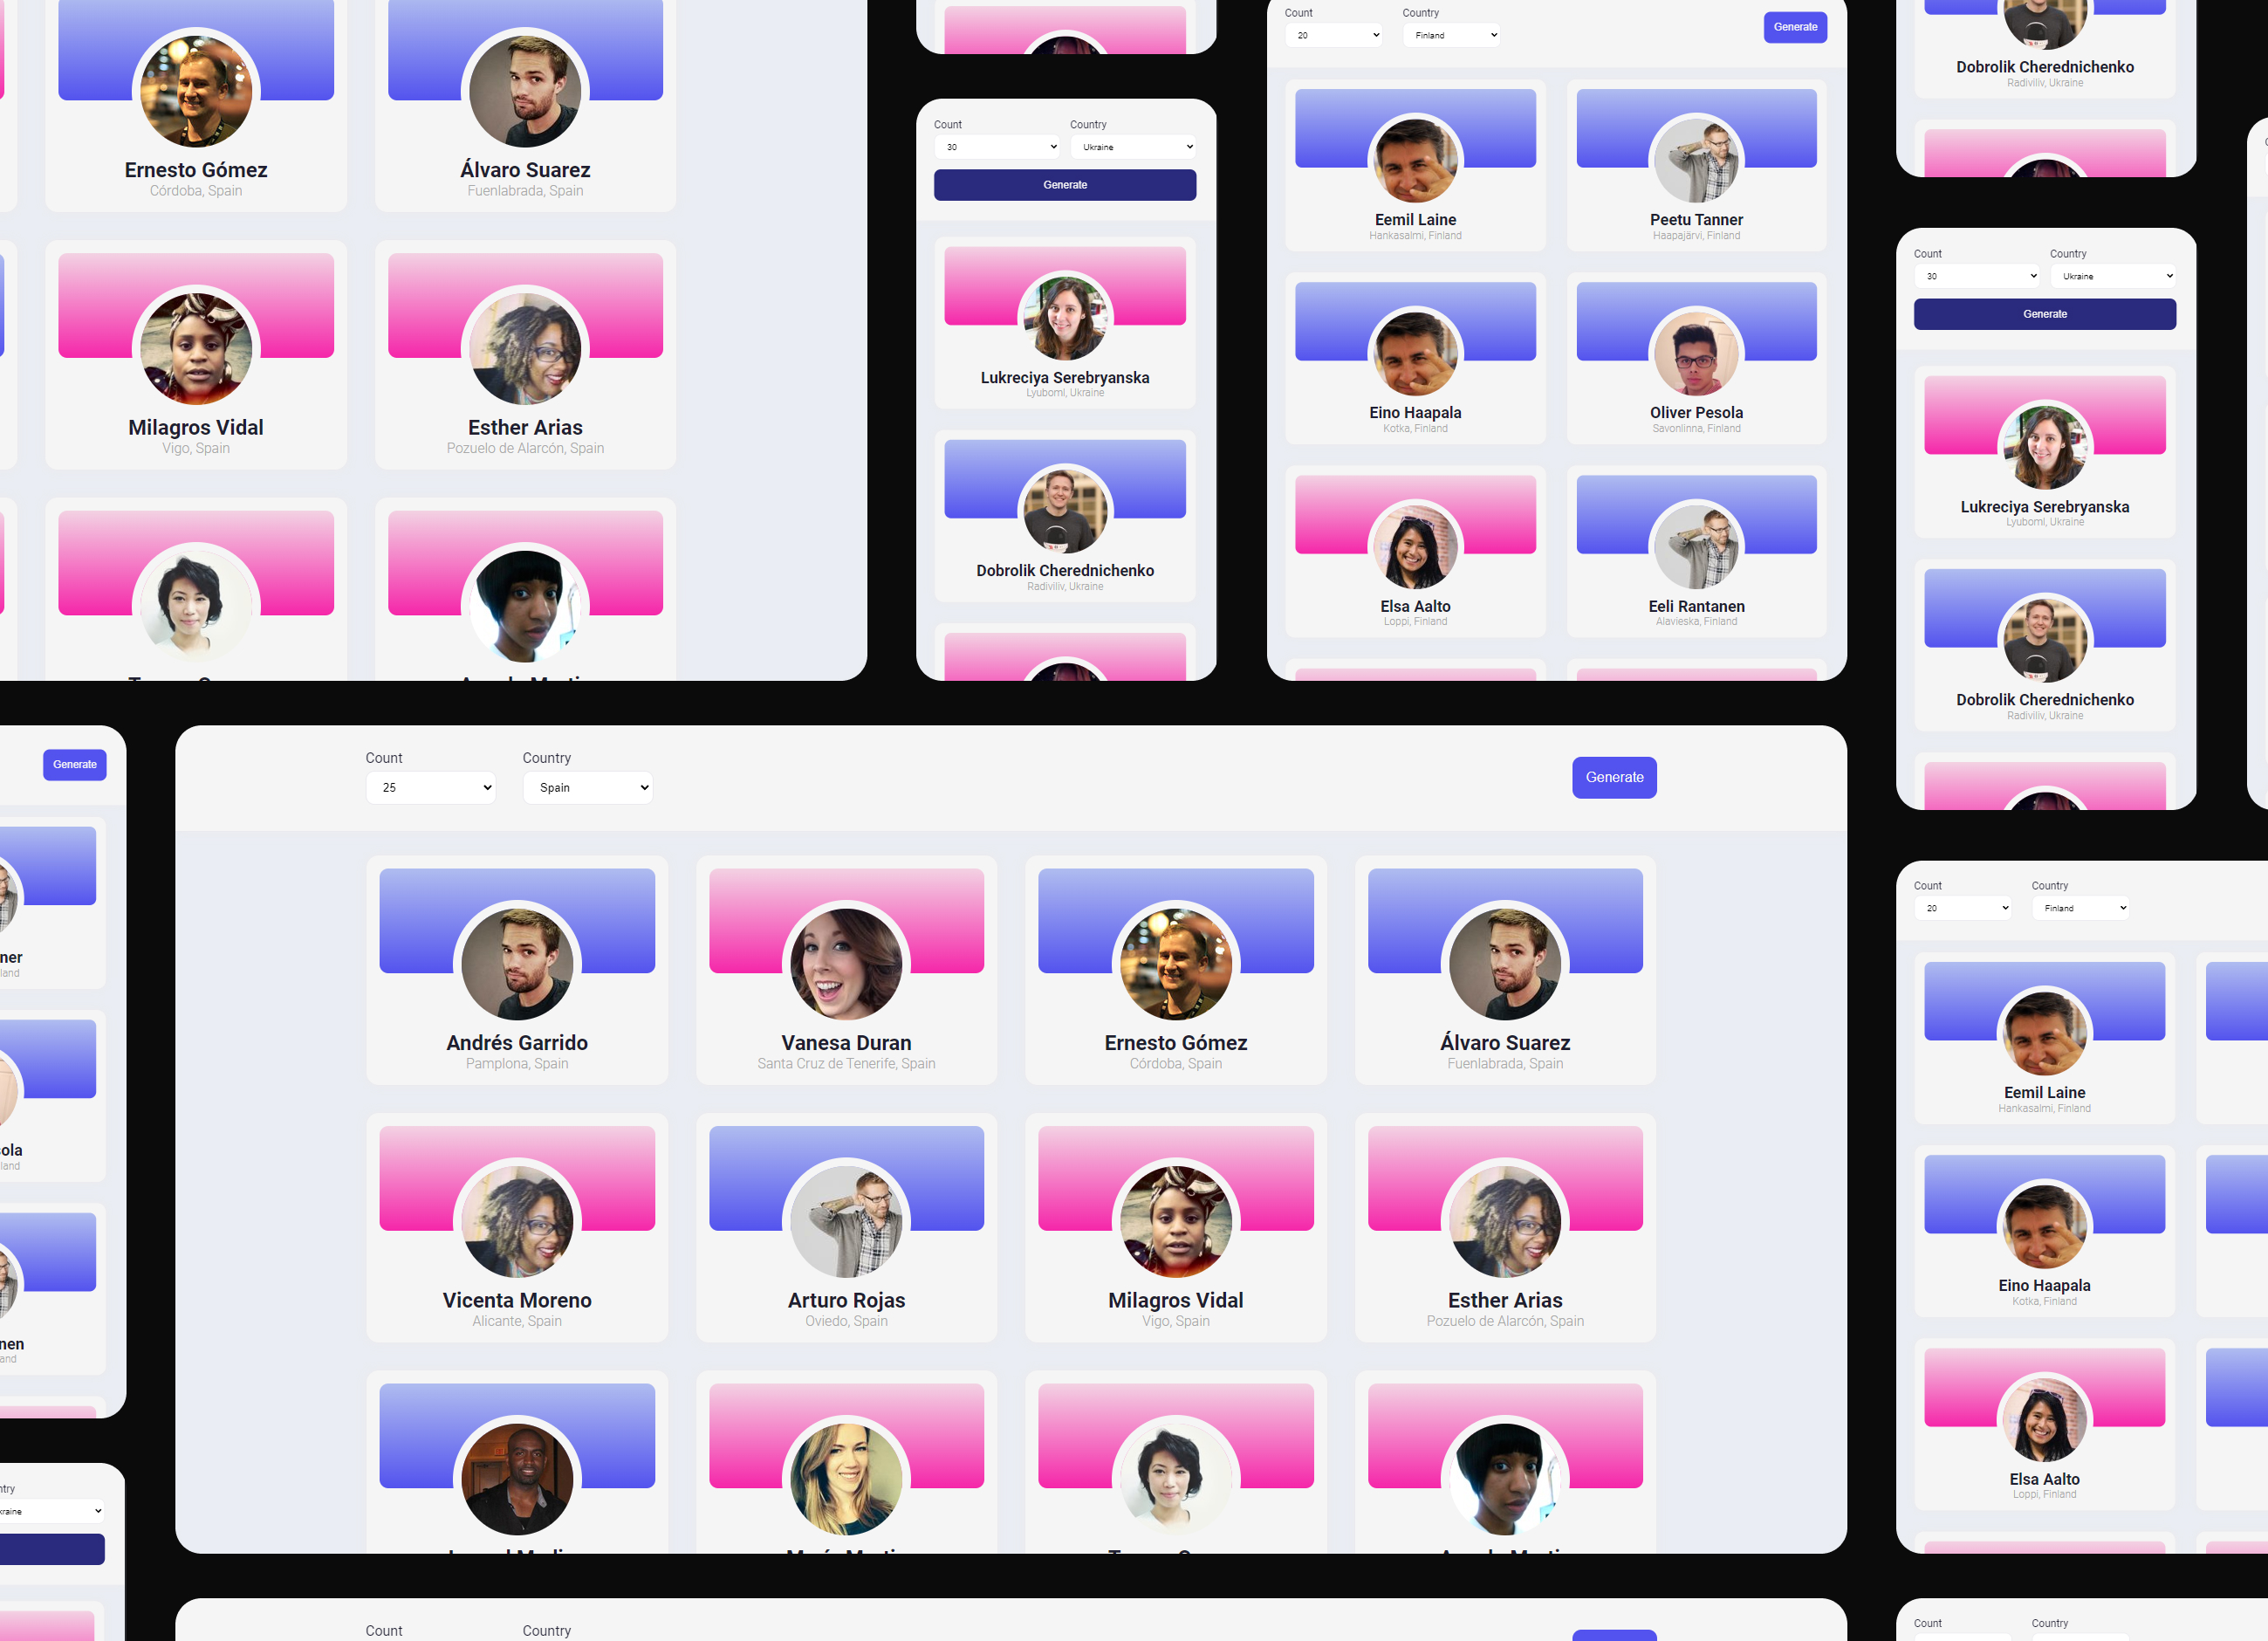 Ernesto Gómez
Córdoba, Spain
Álvaro Suarez
Fuenlabrada, Spain
Milagros Vidal
Vigo, Spain
Esther Arias
Pozuelo de Alarcón, Spain
Count
Country
30
Ukraine
Generate
Lukreciya Serebryanska
Lyuboml, Ukraine
Dobrolik Cherednichenko
Radiviliv, Ukraine
Count
Country
20
Finland
Generate
Eemil Laine
Hankasalmi, Finland
Peetu Tanner
Haapajärvi, Finland
Eino Haapala
Kotka, Finland
Oliver Pesola
Savonlinna, Finland
Elsa Aalto
Loppi, Finland
Eeli Rantanen
Alavieska, Finland
Dobrolik Cherednichenko
Radiviliv, Ukraine
Count
Country
30
Ukraine
Generate
Lukreciya Serebryanska
Lyuboml, Ukraine
Dobrolik Cherednichenko
Radiviliv, Ukraine
Generate
ner
land
ola
land
nen
and
Count
Country
25
Spain
Generate
Andrés Garrido
Pamplona, Spain
Vanesa Duran
Santa Cruz de Tenerife, Spain
Ernesto Gómez
Córdoba, Spain
Álvaro Suarez
Fuenlabrada, Spain
Vicenta Moreno
Alicante, Spain
Arturo Rojas
Oviedo, Spain
Milagros Vidal
Vigo, Spain
Esther Arias
Pozuelo de Alarcón, Spain
Count
Country
20
Finland
Eemil Laine
Hankasalmi, Finland
Eino Haapala
Kotka, Finland
Elsa Aalto
Loppi, Finland
ntry
kraine
Count
Country
Count
Country